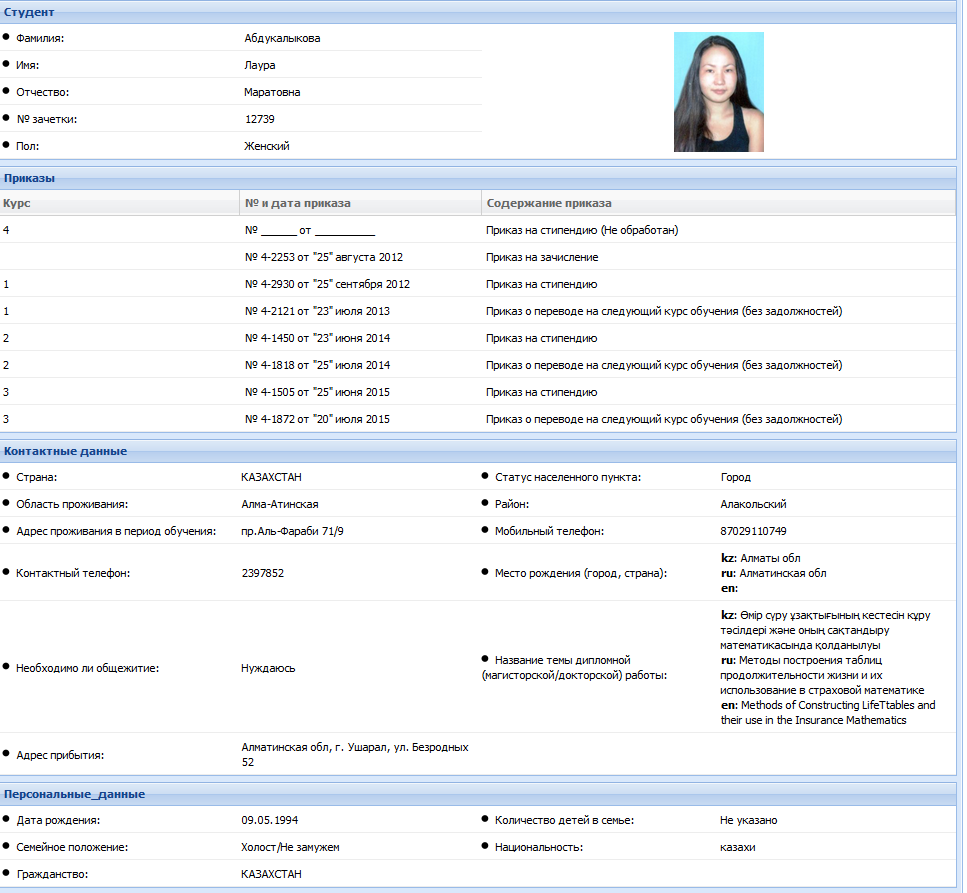 Студент
Фамилия: Абдукалыкова
Имя: Лаура
Отчество: Маратовна
№ зачетки: 12739
Пол: Женский
Приказы
Курс № и дата приказа Содержание приказа
4 № ______ от __________ Приказ на стипендию (Не обработан)
№ 4-2253 от "25" августа 2012 Приказ на зачисление
1 № 4-2930 от "25" сентября 2012 Приказ на стипендию
1 № 4-2121 от "23" июля 2013 Приказ о переводе на следующий курс обучения (без задолжностей)
2 № 4-1450 от "23" июня 2014 Приказ на стипендию
2 № 4-1818 от "25" июля 2014 Приказ о переводе на следующий курс обучения (без задолжностей)
3 № 4-1505 от "25" июня 2015 Приказ на стипендию
3 № 4-1872 от "20" июля 2015 Приказ о переводе на следующий курс обучения (без задолжностей)
Контактные данные
Страна: КАЗАХСТАН Статус населенного пункта: Город
Область проживания: Алма-Атинская Район: Алакольский
Адрес проживания в период обучения: пр.Аль-Фараби 71/9 Мобильный телефон: 87029110749
Контактный телефон: 2397852 Место рождения (город, страна):
kz: Алматы обл
ru: Алматинская обл
en:
Необходимо ли общежитие: Нуждаюсь
Название темы дипломной
(магисторской/докторской) работы:
kz: Өмір сүру ұзақтығының кестесін құру
тәсілдері және оның сақтандыру
математикасында қолданылуы
ru: Методы построения таблиц
продолжительности жизни и их
использование в страховой математике
en: Methods of Constructing LifeTtables and
their use in the Insurance Mathematics
Адрес прибытия: Алматинская обл, г. Ушарал, ул. Безродных
52
Персональные_данные
Дата рождения: 09.05.1994 Количество детей в семье: Не указано
Семейное положение: Холост/Не замужем Национальность: казахи
Гражданство: КАЗАХСТАН